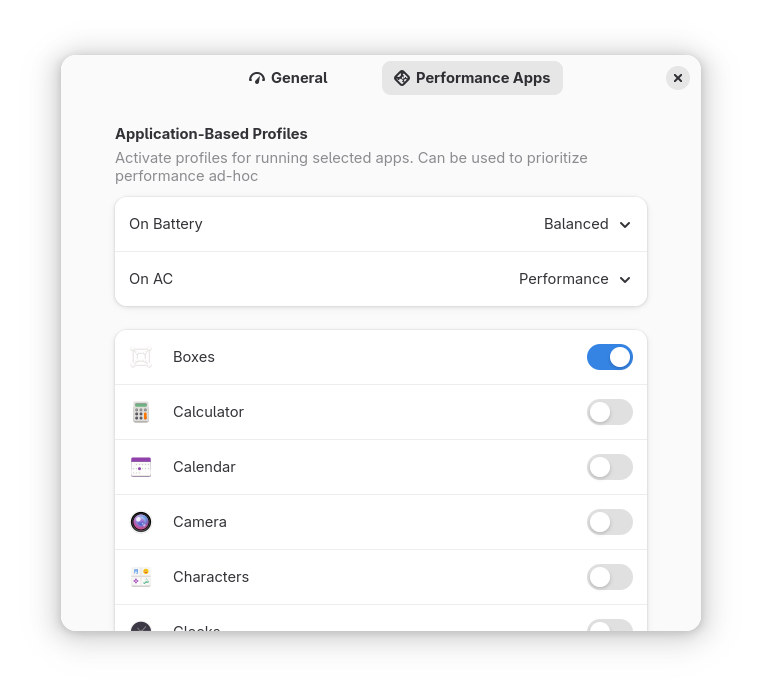 General
Performance Apps
Application-Based Profiles
Activate profiles for running selected apps. Can be used to prioritize
performance ad-hoc
On Battery
Balanced
On AC
Performance
Boxes
Calculator
Calendar
Camera
Characters
Clocks